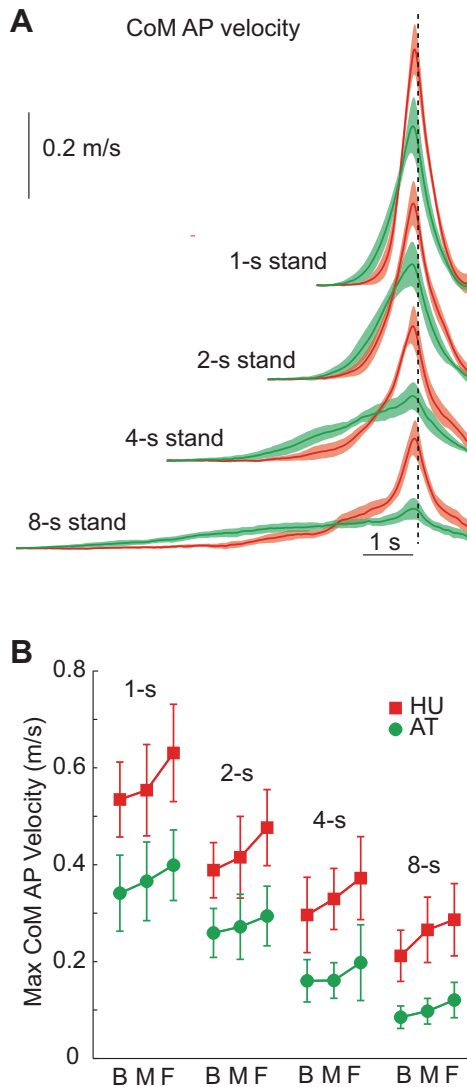 A
CoM AP velocity
0.2 m/s
1-s stand
2-s stand
4-s stand
8-s stand
1 s
B
Max CoM AP Velocity (m/s)
0.8
0.6
0.4
0.2
0
1-s
2-s
4-s
8-s
HU
AT
B M F B M F B M F B M F